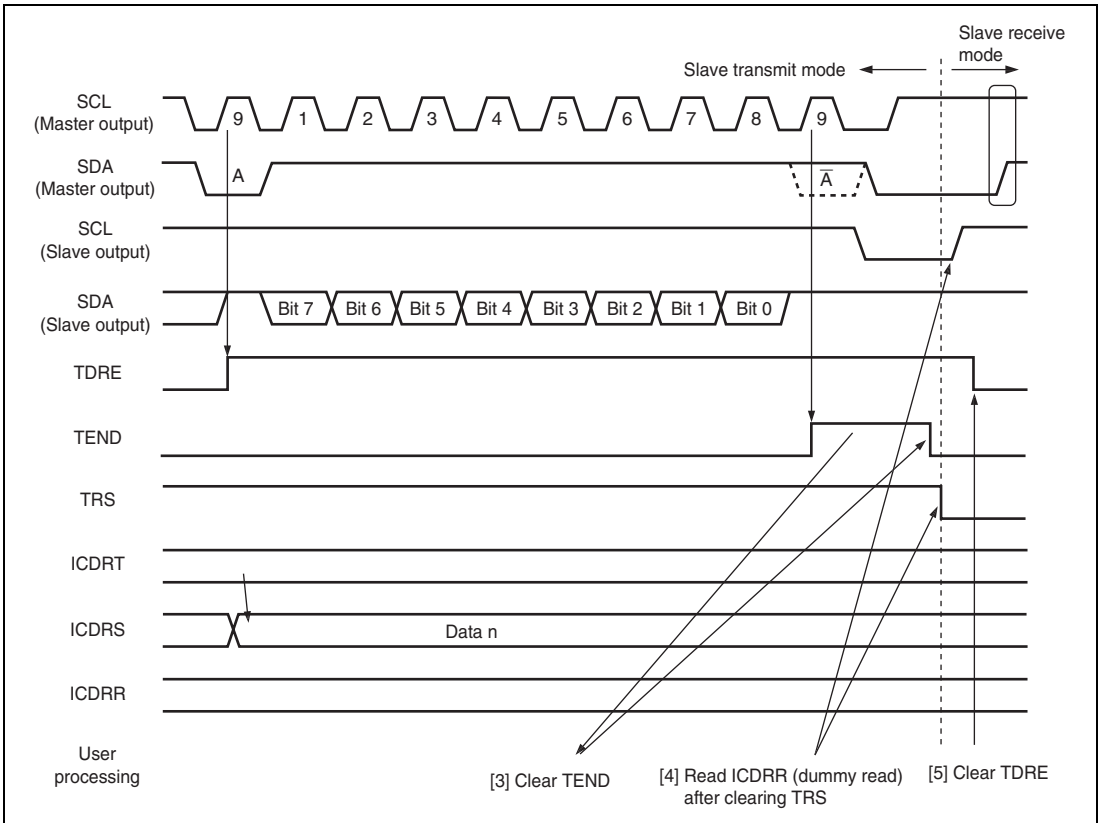 Slave receive
mode
Slave transmit mode
SCL
(Master output)
9 1 2 3 4 5 6 7 8 9
SDA
(Master output)
A A̅
SCL
(Slave output)
SDA
(Slave output)
Bit 7 Bit 6 Bit 5 Bit 4 Bit 3 Bit 2 Bit 1 Bit 0
TDRE
TEND
TRS
ICDRT
ICDRS
Data n
ICDRR
User
processing
[3] Clear TEND
[4] Read ICDRR (dummy read)
after clearing TRS
[5] Clear TDRE